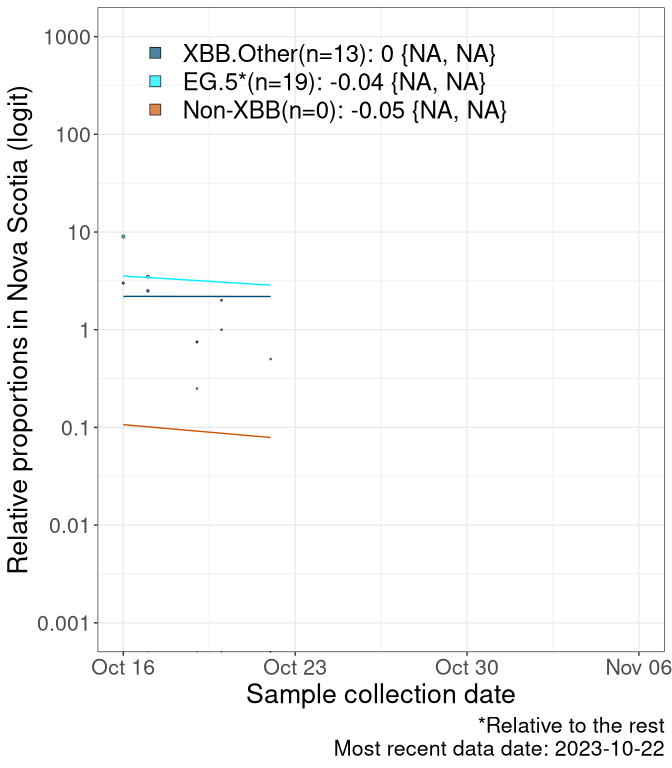 XBB.Other(n=13): 0 {NA, NA}
EG.5*(n=19): -0.04 {NA, NA}
Non-XBB(n=0): -0.05 {NA, NA}
Relative proportions in Nova Scotia (logit)
1000
100
10
1
0.1
0.01
0.001
Oct 16
Oct 23
Oct 30
Nov 06
Sample collection date
*Relative to the rest
Most recent data date: 2023-10-22